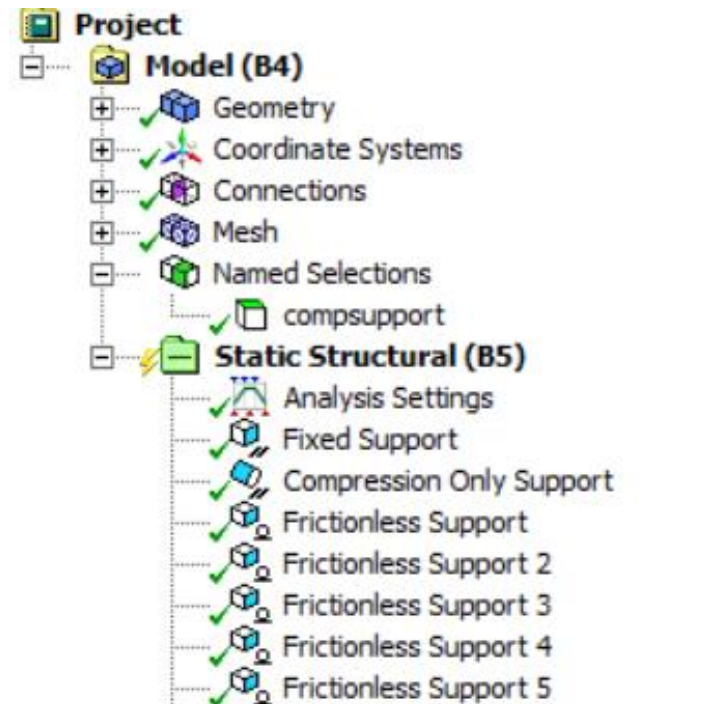 Project
Model (B4)
Geometry
Coordinate Systems
Connections
Mesh
Named Selections
compsupport
Static Structural (B5)
Analysis Settings
Fixed Support
Compression Only Support
Frictionless Support
Frictionless Support 2
Frictionless Support 3
Frictionless Support 4
Frictionless Support 5